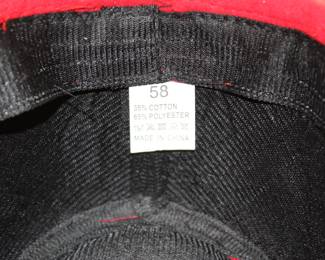 58
35% COTTON
65% POLYESTER
MADE IN CHINA